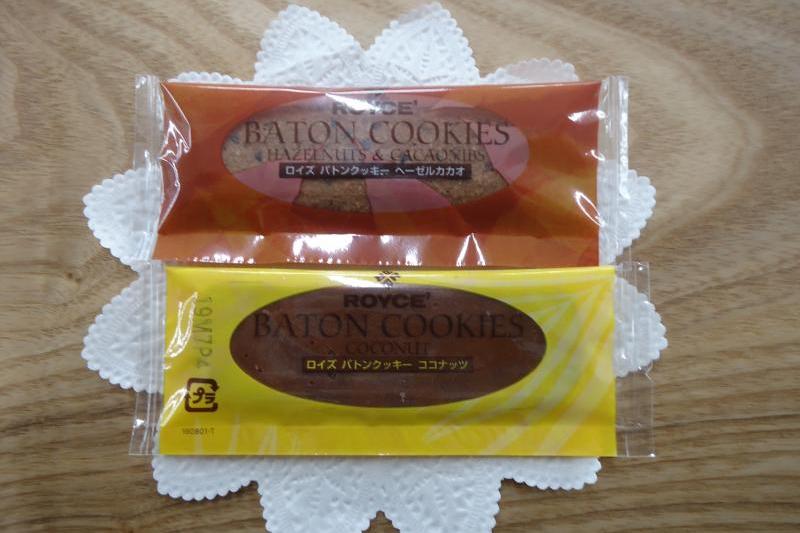 ROYCE'
BATON COOKIES
HAZELNUTS & CACAONIBS
ロイズ バトンクッキー ヘーゼルカカオ
ROYCE'
BATON COOKIES
COCONUT
ロイズ バトンクッキー ココナッツ
プラ
160801-T